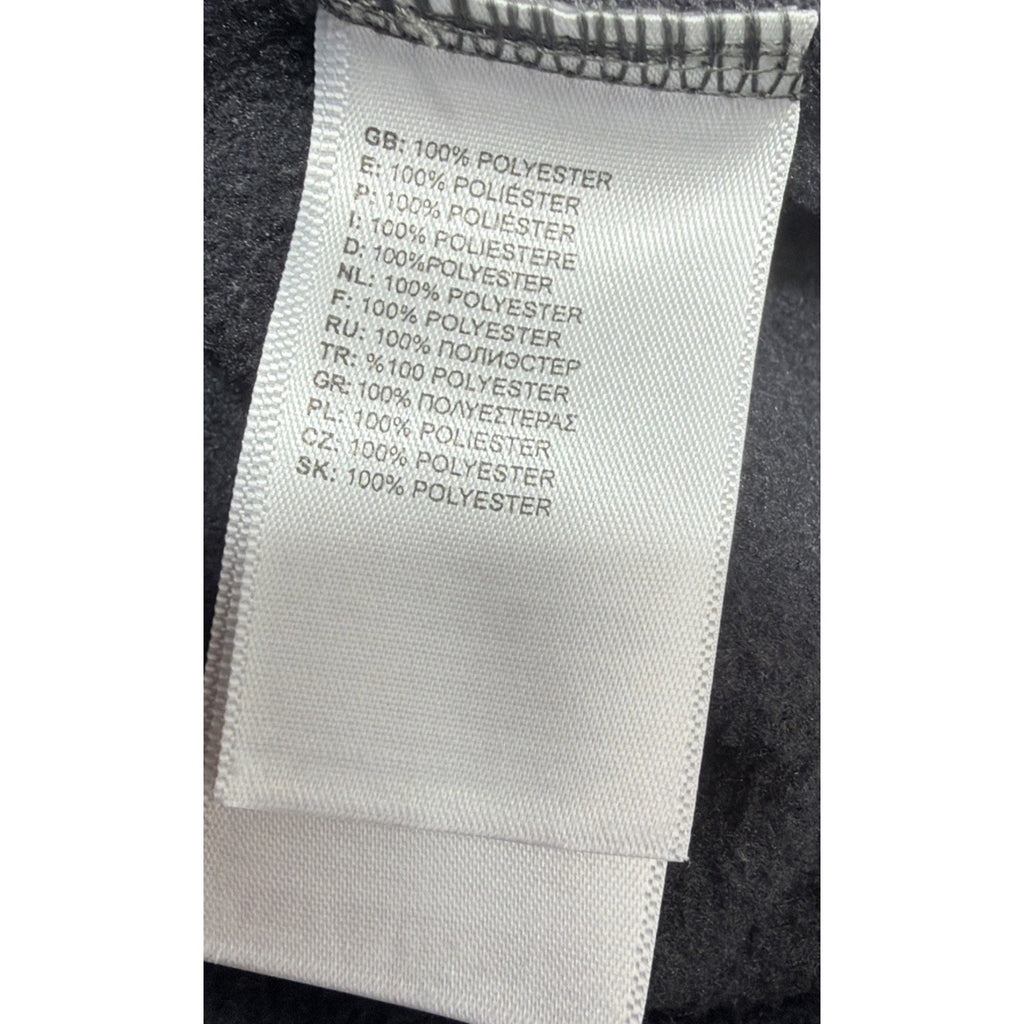 GB: 100% POLYESTER
E: 100% POLIÉSTER
P: 100% POLIÉSTER
I: 100% POLIESTERE
D: 100%POLYESTER
NL: 100% POLYESTER
F: 100% POLYESTER
RU: 100% ПОЛИЭСТЕР
TR: %100 POLYESTER
GR: 100% ΠΟΛΥΕΣΤΕΡΑΣ
PL: 100% POLIESTER
CZ: 100% POLYESTER
SK: 100% POLYESTER